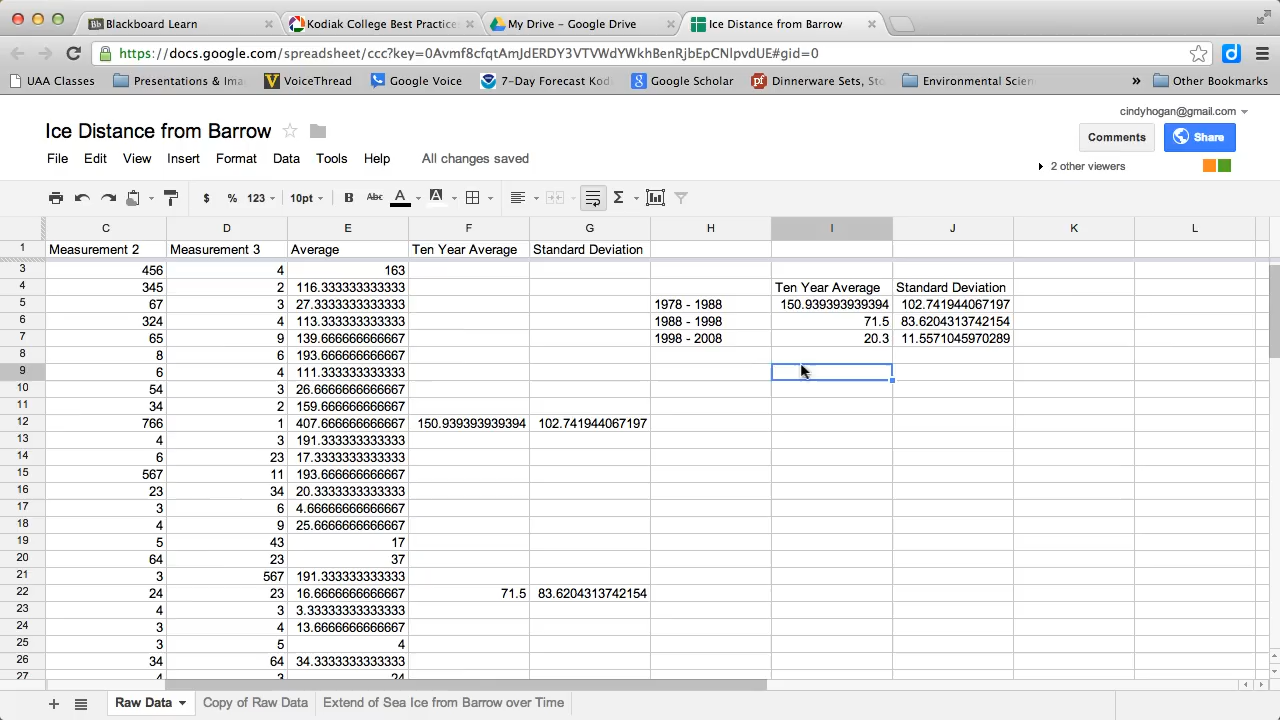 Blackboard Learn
Kodiak College Best Practice
My Drive – Google Drive
Ice Distance from Barrow
https://docs.google.com/spreadsheet/ccc?key=0Avmf8cfqtAmJdERDY3VTVWdYWkhBenRjbEpCNlpvdUE#gid=0
UAA Classes Presentations & Ima VoiceThread Google Voice 7-Day Forecast Kod Google Scholar Dinnerware Sets, Sto Environmental Scien » Other Bookmarks
cindyhogan@gmail.com
Ice Distance from Barrow
Comments Share
File Edit View Insert Format Data Tools Help All changes saved
2 other viewers
$ % 123 10pt B Abc A A Σ
C D E F G H I J K L
1 Measurement 2 Measurement 3 Average Ten Year Average Standard Deviation
3 456 4 163
4 345 2 116.333333333333 Ten Year Average Standard Deviation
5 67 3 27.3333333333333 1978 - 1988 150.939393939394 102.741944067197
6 324 4 113.333333333333 1988 - 1998 71.5 83.6204313742154
7 65 9 139.666666666667 1998 - 2008 20.3 11.5571045970289
8 8 6 193.666666666667
9 6 4 111.333333333333
10 54 3 26.6666666666667
11 34 2 159.666666666667
12 766 1 407.666666666667 150.939393939394 102.741944067197
13 4 3 191.333333333333
14 6 23 17.3333333333333
15 567 11 193.666666666667
16 23 34 20.3333333333333
17 3 6 4.66666666666667
18 4 9 25.6666666666667
19 5 43 17
20 64 23 37
21 3 567 191.333333333333
22 24 23 16.6666666666667 71.5 83.6204313742154
23 4 3 3.33333333333333
24 3 4 13.6666666666667
25 3 5 4
26 34 64 34.3333333333333
27 4 3 24
Raw Data Copy of Raw Data Extend of Sea Ice from Barrow over Time